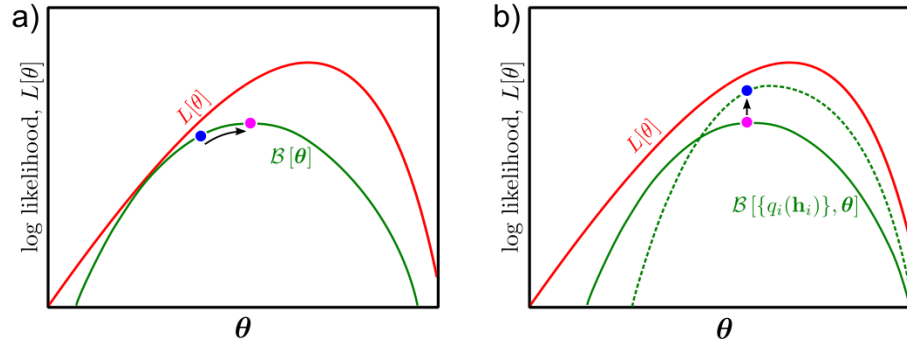 a)
log likelihood, L[θ]
L[θ]
B[θ]
θ
b)
log likelihood, L[θ]
L[θ]
B[{qᵢ(hᵢ)}, θ]
θ